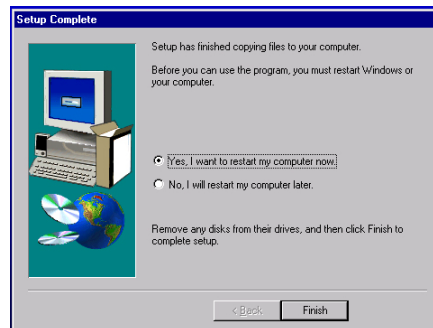 Setup Complete
Setup has finished copying files to your computer.
Before you can use the program, you must restart Windows or
your computer.
Yes, I want to restart my computer now.
No, I will restart my computer later.
Remove any disks from their drives, and then click Finish to
complete setup.
< Back
Finish